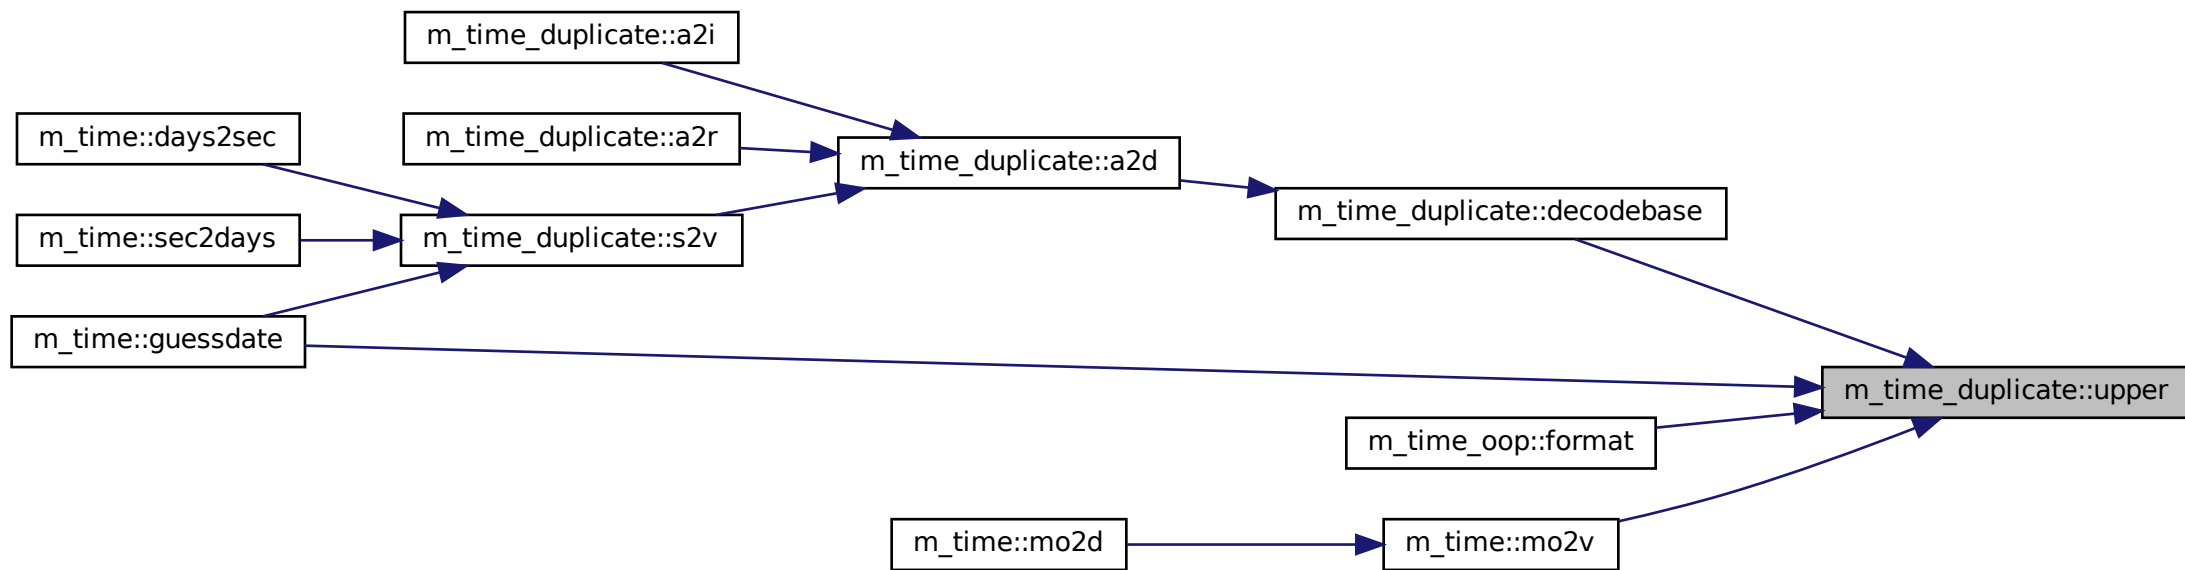 m_time_duplicate::a2i
m_time::days2sec
m_time_duplicate::a2r
m_time_duplicate::a2d
m_time_duplicate::decodebase
m_time::sec2days
m_time_duplicate::s2v
m_time::guessdate
m_time_duplicate::upper
m_time_oop::format
m_time::mo2d
m_time::mo2v